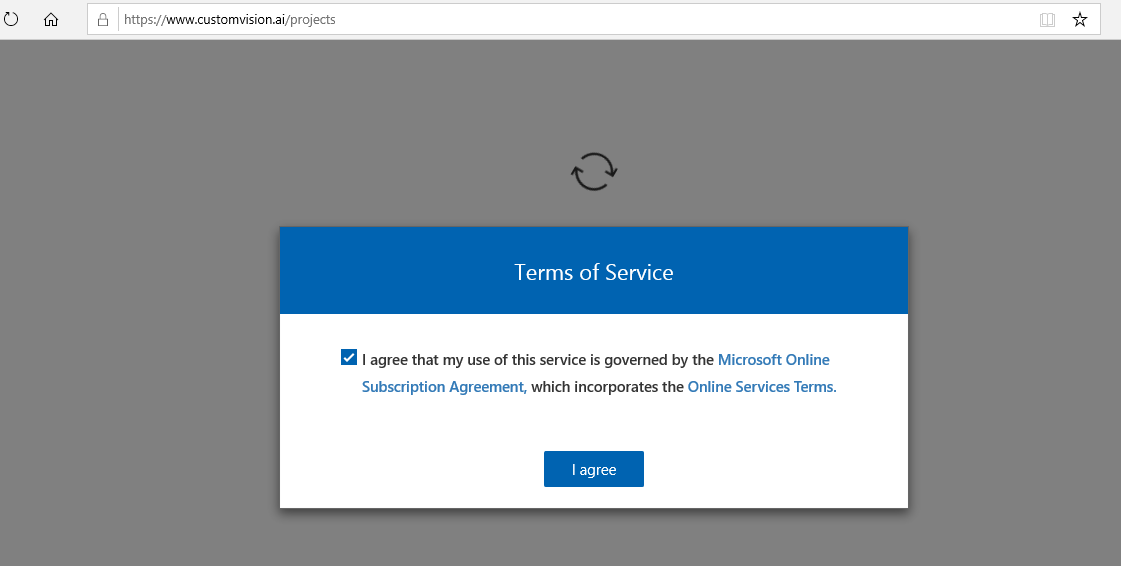 https://www.customvision.ai/projects
Terms of Service
I agree that my use of this service is governed by the Microsoft Online
Subscription Agreement, which incorporates the Online Services Terms.
I agree